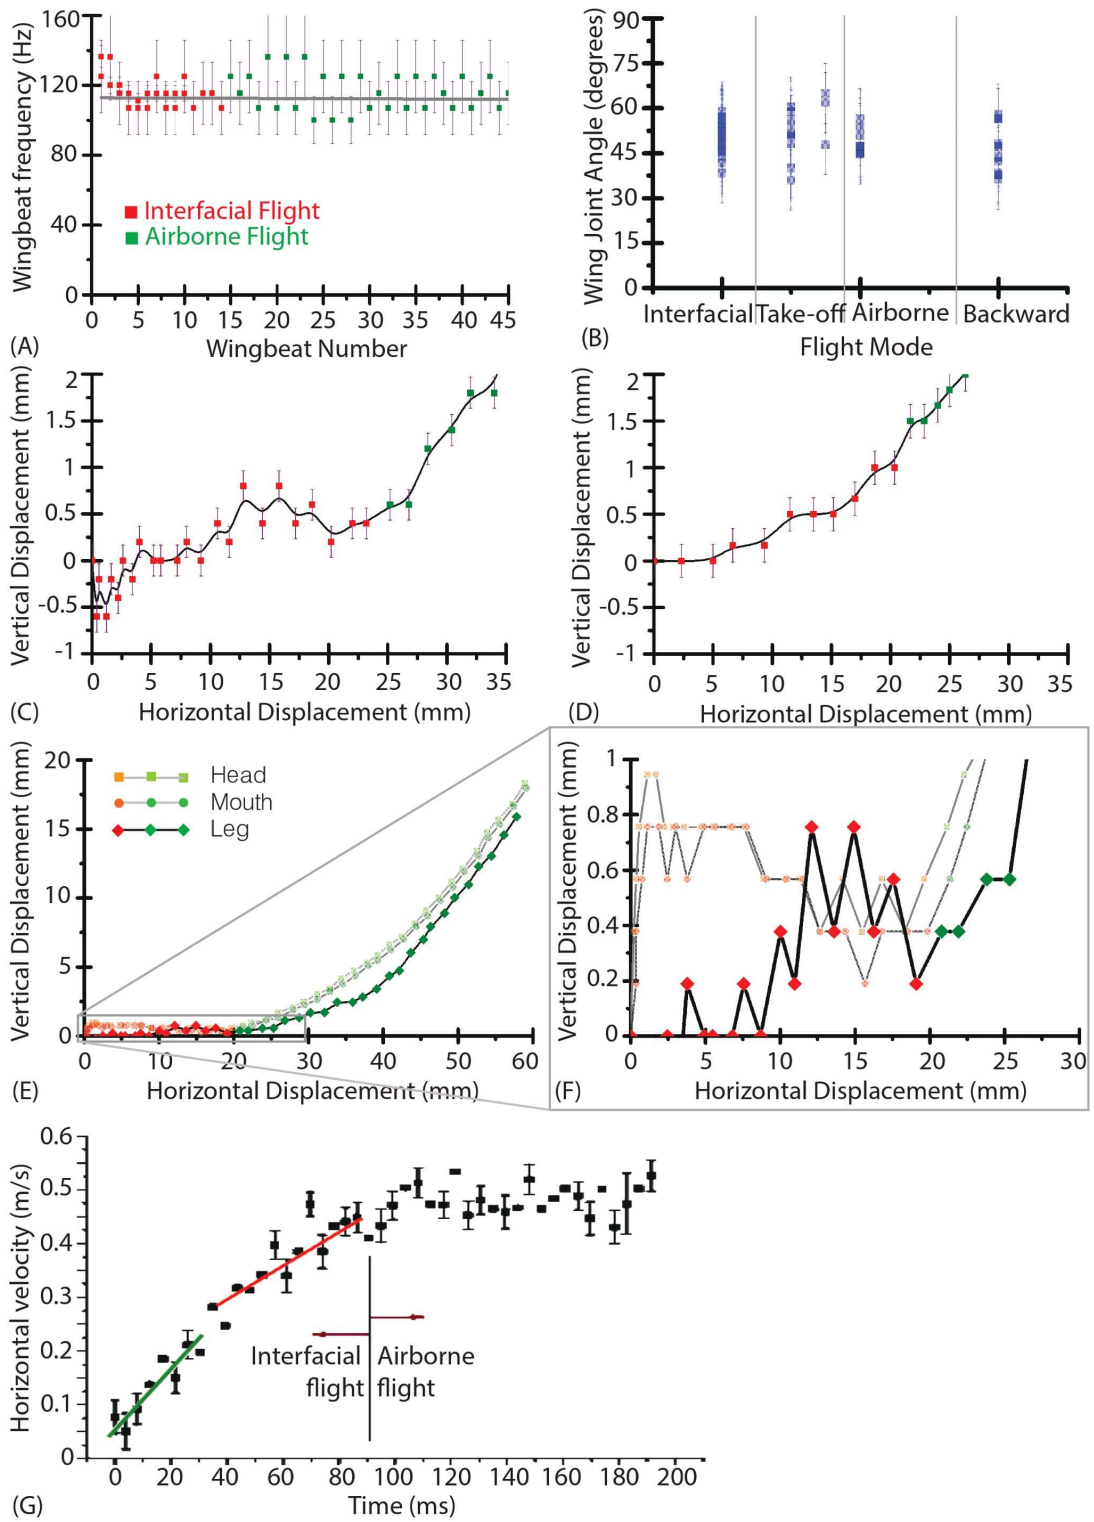 160
120
80
40
0
Wingbeat frequency (Hz)
Interfacial Flight
Airborne Flight
0 5 10 15 20 25 30 35 40 45
Wingbeat Number
(A)
90
75
60
45
30
15
0
Wing Joint Angle (degrees)
Interfacial Take-off Airborne Backward
Flight Mode
(B)
2
1.5
1
0.5
0
-0.5
-1
Vertical Displacement (mm)
0 5 10 15 20 25 30 35
Horizontal Displacement (mm)
(C)
2
1.5
1
0.5
0
-0.5
-1
Vertical Displacement (mm)
0 5 10 15 20 25 30 35
Horizontal Displacement (mm)
(D)
20
15
10
5
0
Vertical Displacement (mm)
Head
Mouth
Leg
0 10 20 30 40 50 60
Horizontal Displacement (mm)
(E)
1
0.8
0.6
0.4
0.2
0
Vertical Displacement (mm)
0 5 10 15 20 25 30
Horizontal Displacement (mm)
(F)
0.6
0.5
0.4
0.3
0.2
0.1
0
Horizontal velocity (m/s)
Interfacial
flight
Airborne
flight
0 20 40 60 80 100 120 140 160 180 200
Time (ms)
(G)